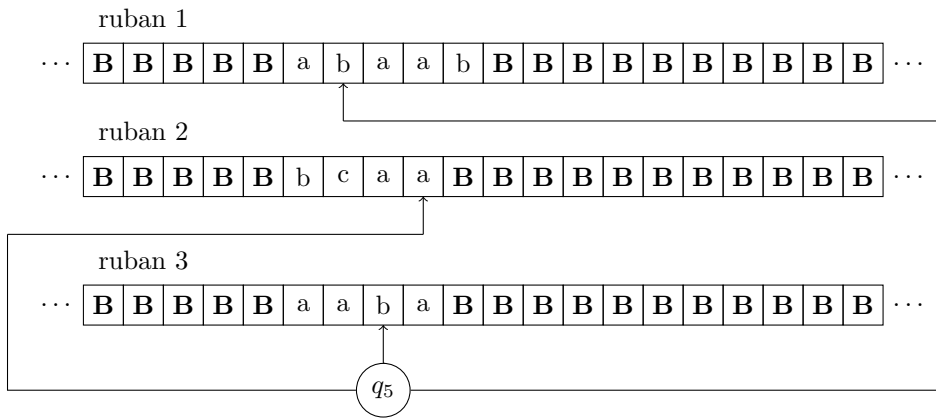 ruban 1
··· B B B B B a b a a b B B B B B B B B B B ···
ruban 2
··· B B B B B b c a a B B B B B B B B B B B ···
ruban 3
··· B B B B B a a b a B B B B B B B B B B B ···
q5